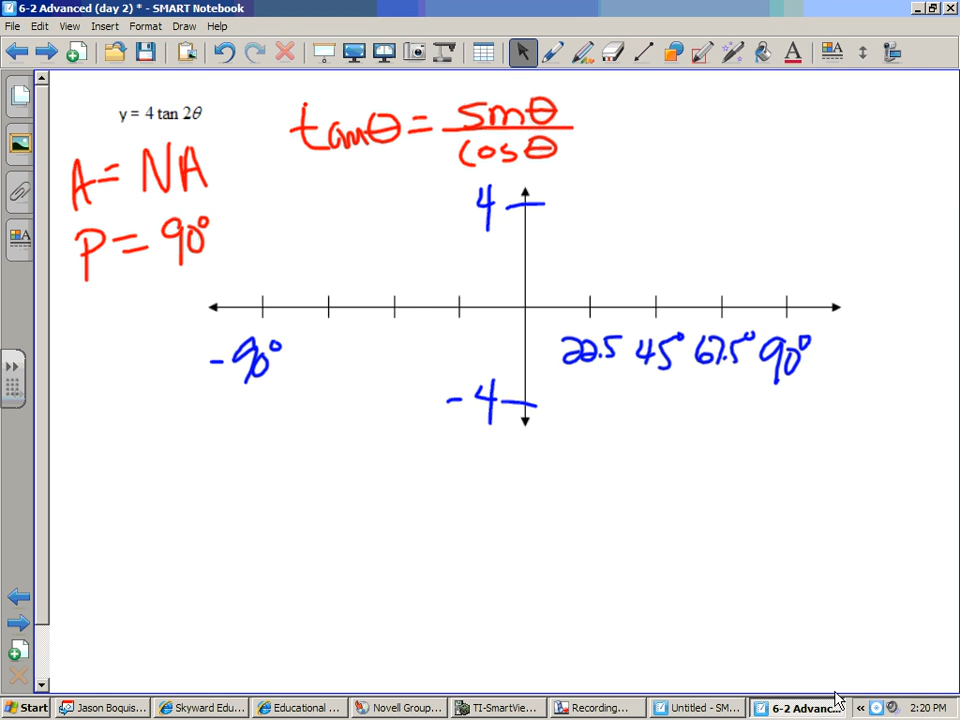 6-2 Advanced (day 2) * - SMART Notebook
File Edit View Insert Format Draw Help
y = 4 tan 2θ
tanθ = sinθ
cosθ
A = NA
P = 90°
4
-90° 22.5 45° 67.5° 90°
-4
Start Jason Boquis... Skyward Edu... Educational ... Novell Group... TI-SmartVie... Recording... Untitled - SM... 6-2 Advanc... « 2:20 PM